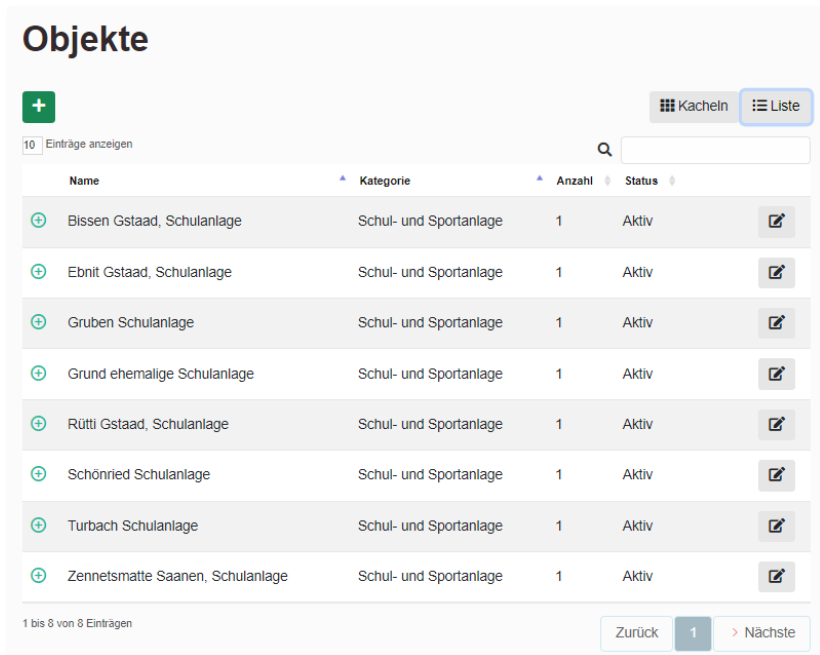 Objekte
+
Kacheln Liste
10 Einträge anzeigen
Name Kategorie Anzahl Status
Bissen Gstaad, Schulanlage Schul- und Sportanlage 1 Aktiv
Ebnit Gstaad, Schulanlage Schul- und Sportanlage 1 Aktiv
Gruben Schulanlage Schul- und Sportanlage 1 Aktiv
Grund ehemalige Schulanlage Schul- und Sportanlage 1 Aktiv
Rütti Gstaad, Schulanlage Schul- und Sportanlage 1 Aktiv
Schönried Schulanlage Schul- und Sportanlage 1 Aktiv
Turbach Schulanlage Schul- und Sportanlage 1 Aktiv
Zennetsmatte Saanen, Schulanlage Schul- und Sportanlage 1 Aktiv
1 bis 8 von 8 Einträgen
Zurück 1 > Nächste